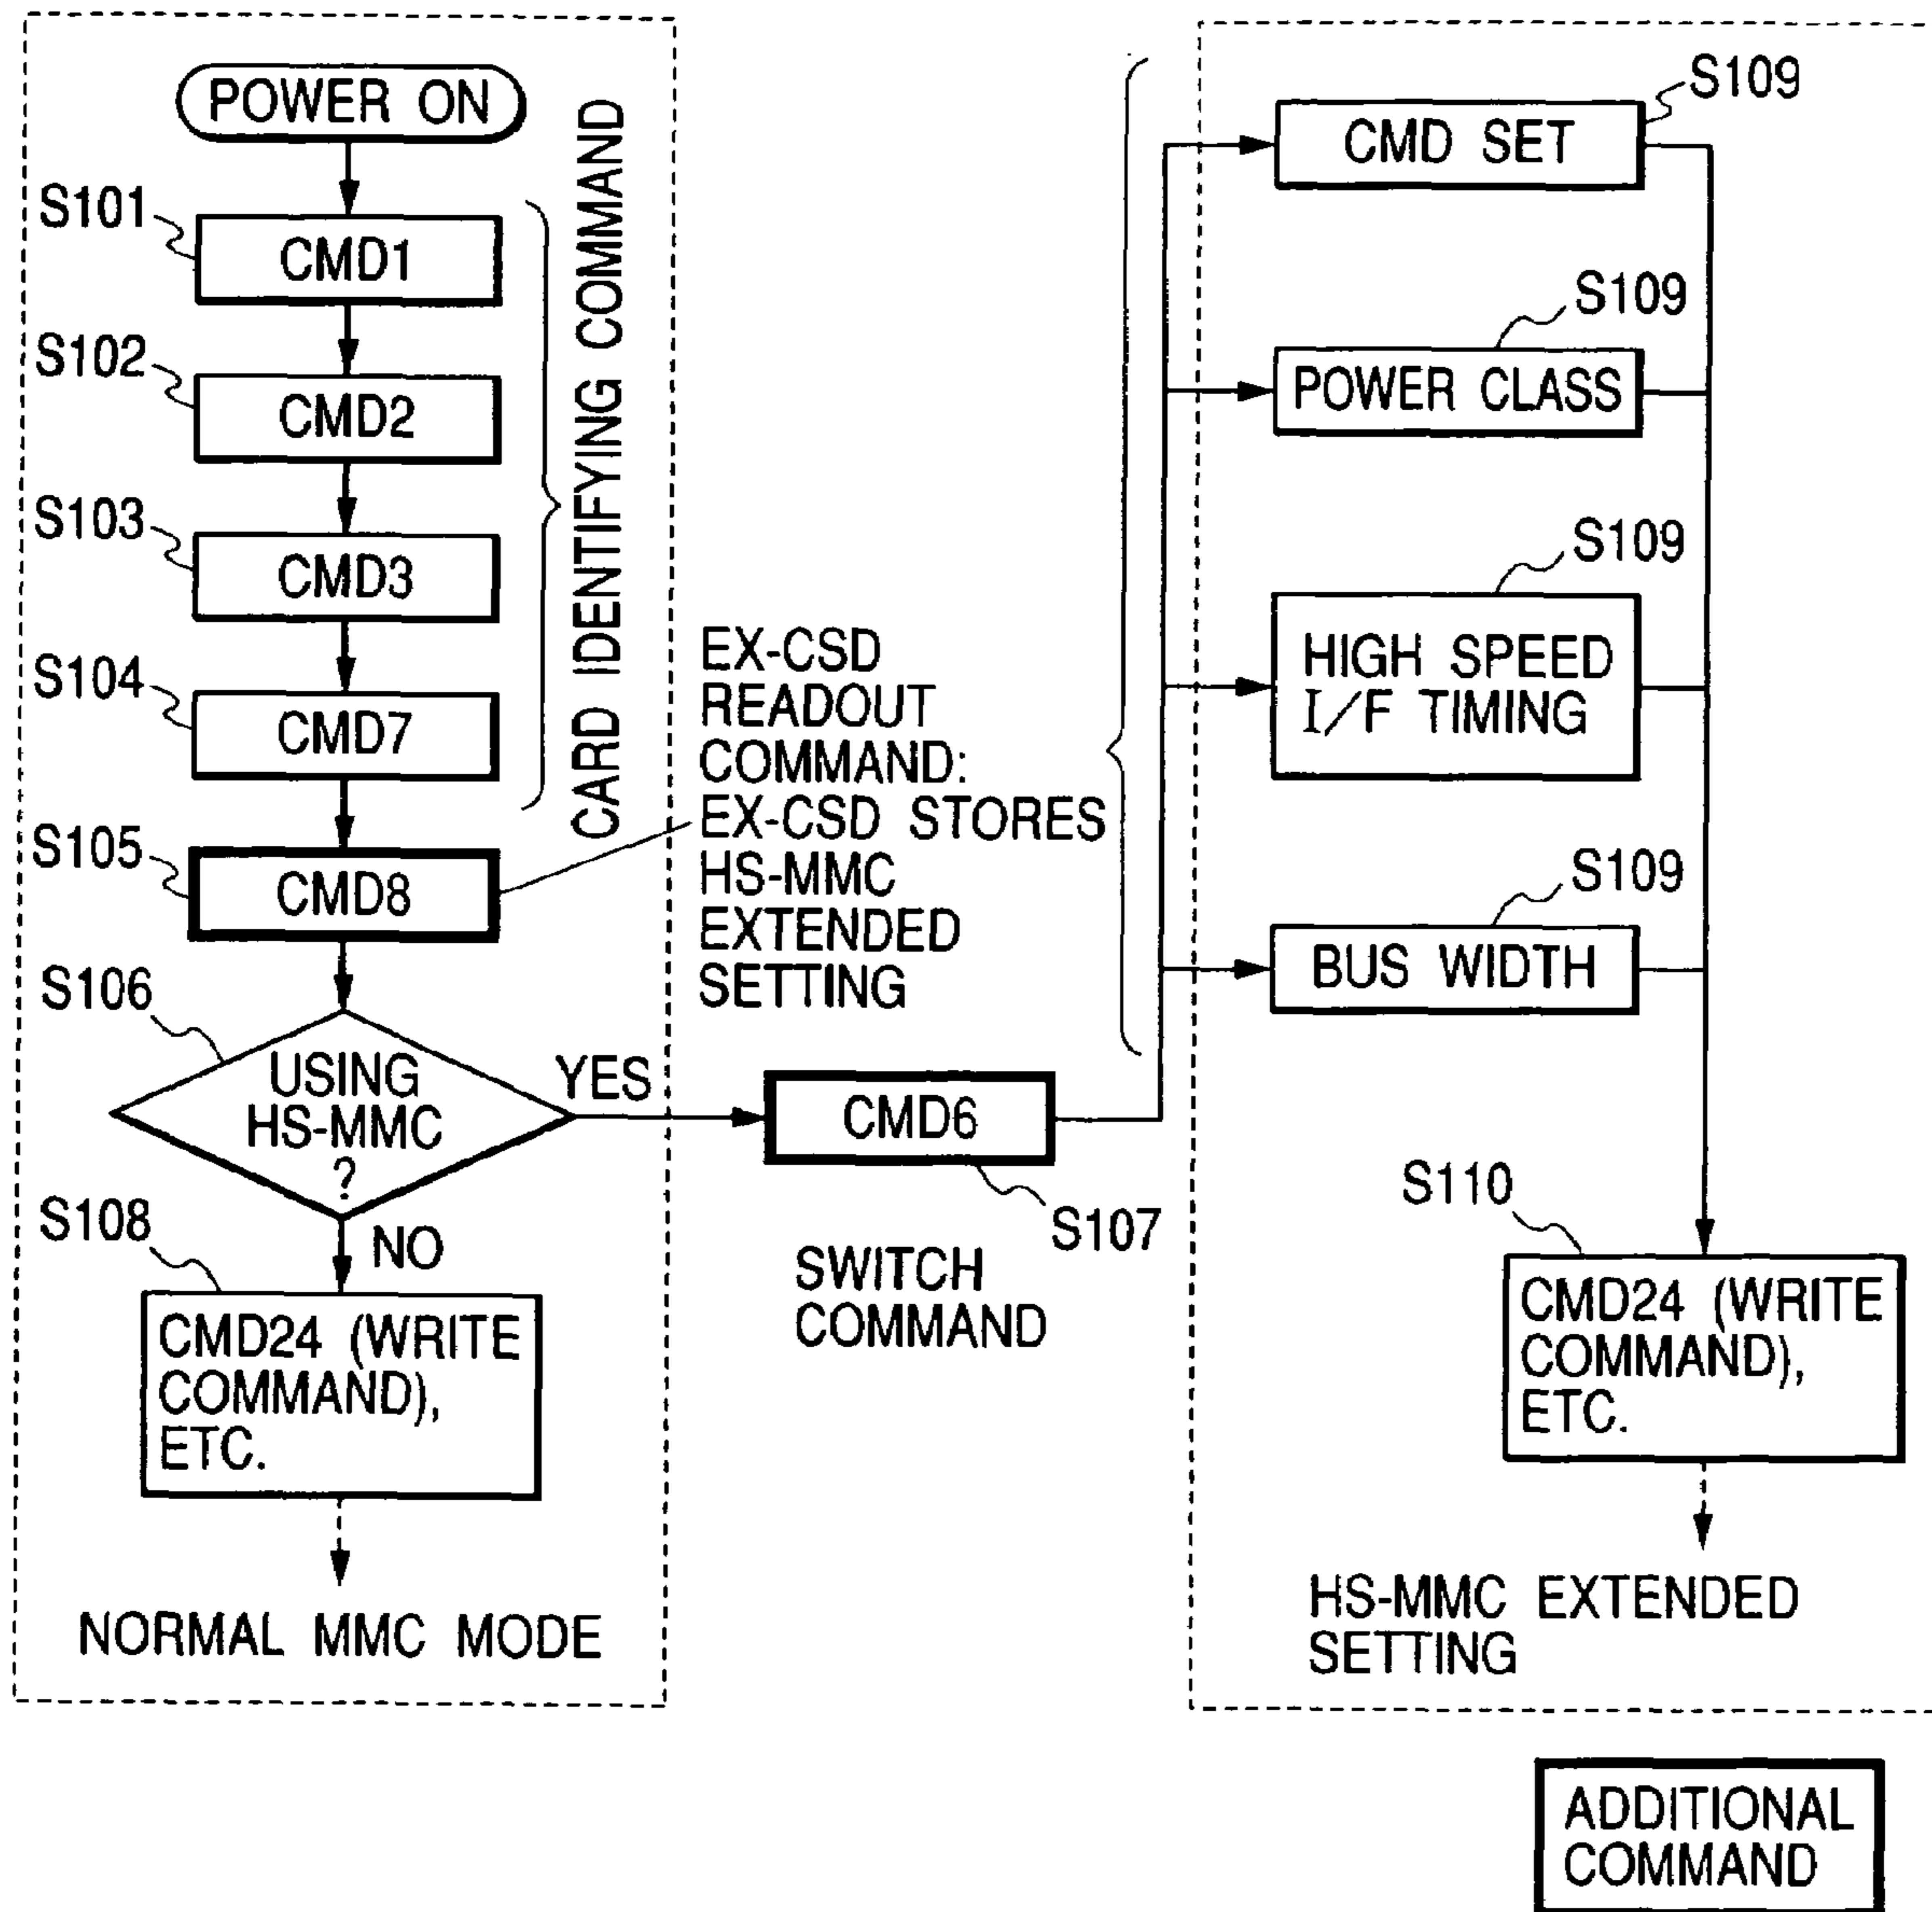 POWER ON
S101
CMD1
S102
CMD2
S103
CMD3
S104
CMD7
CARD IDENTIFYING COMMAND
S105
CMD8
EX-CSD
READOUT
COMMAND:
EX-CSD STORES
HS-MMC
EXTENDED
SETTING
S106
USING
HS-MMC
?
YES
NO
CMD6
S107
SWITCH
COMMAND
S108
CMD24 (WRITE
COMMAND),
ETC.
NORMAL MMC MODE
S109
CMD SET
S109
POWER CLASS
S109
HIGH SPEED
I/F TIMING
S109
BUS WIDTH
S110
CMD24 (WRITE
COMMAND),
ETC.
HS-MMC EXTENDED
SETTING
ADDITIONAL
COMMAND